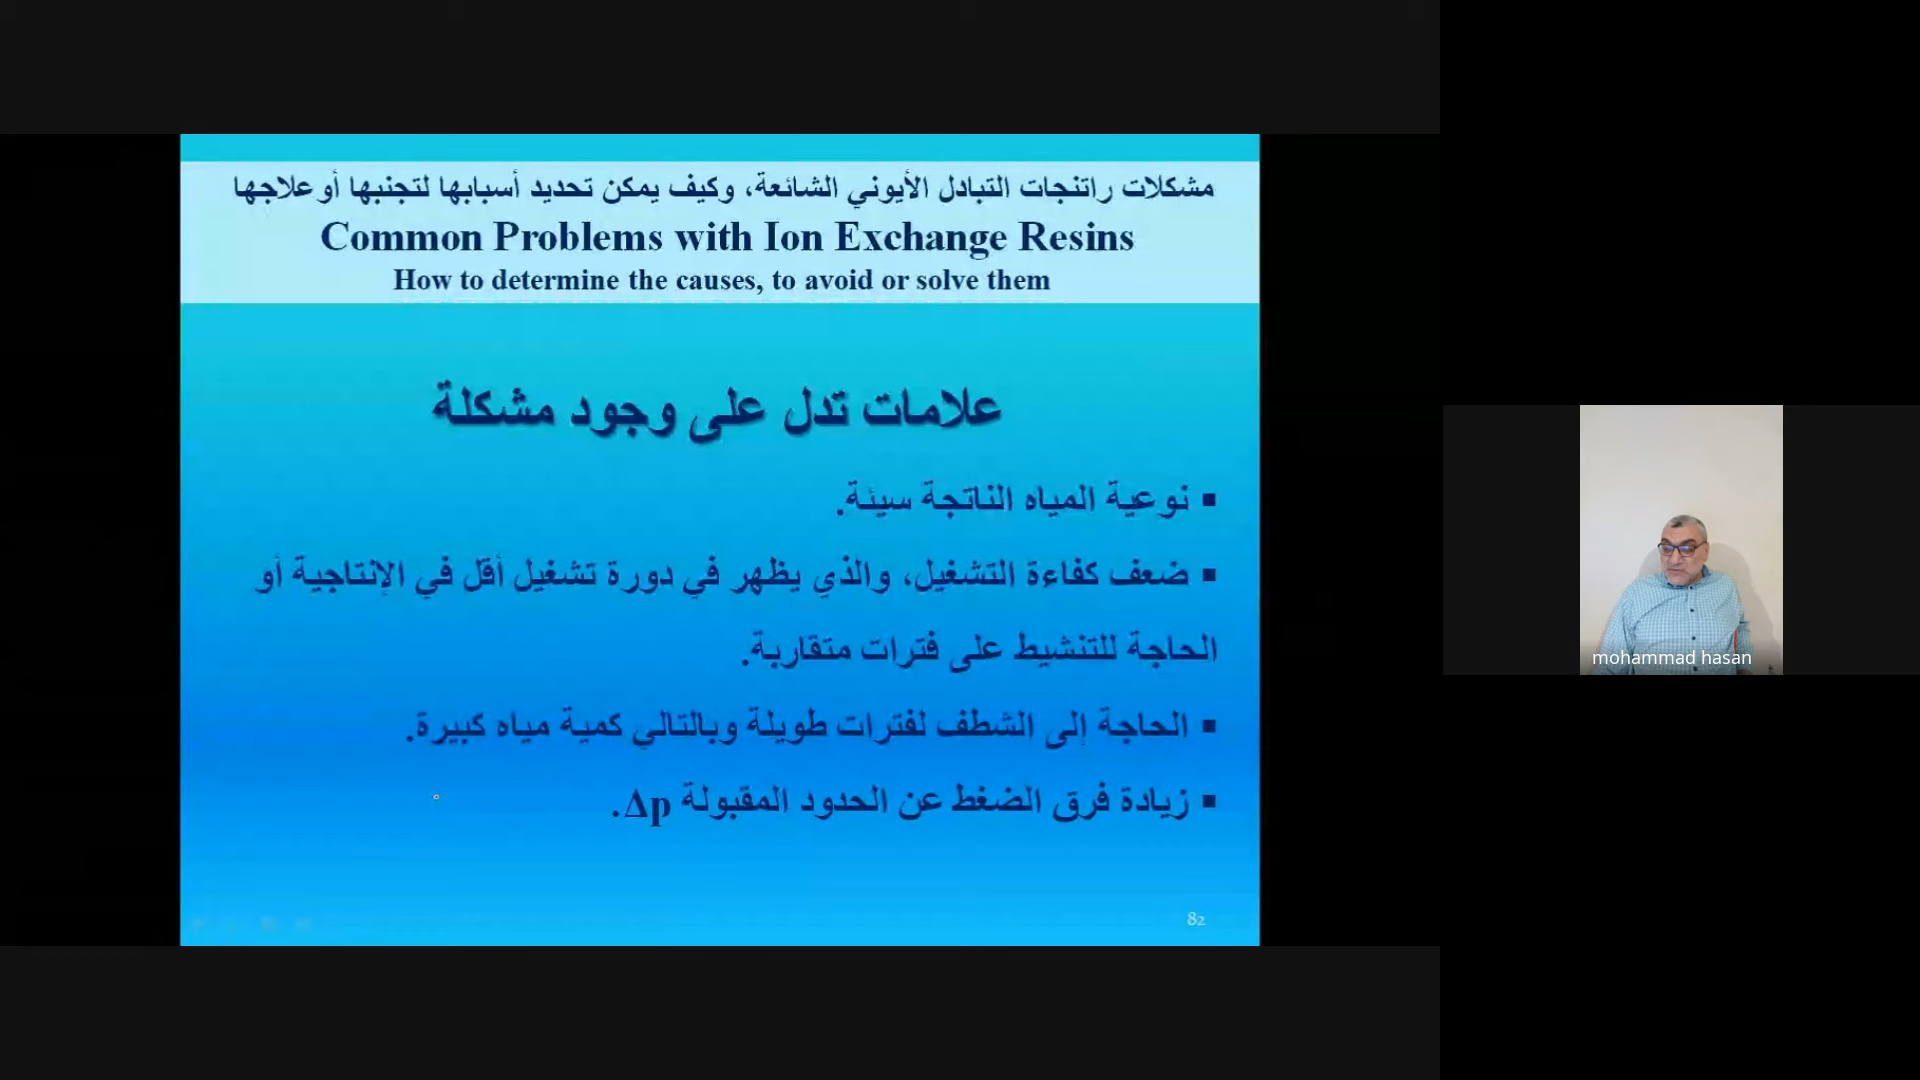 مشكلات راتنجات التبادل الأيوني الشائعة، وكيف يمكن تحديد أسبابها لتجنبها أو علاجها
Common Problems with Ion Exchange Resins
How to determine the causes, to avoid or solve them
علامات تدل على وجود مشكلة
▪ نوعية المياه الناتجة سيئة.
▪ ضعف كفاءة التشغيل، والذي يظهر في دورة تشغيل أقل في الإنتاجية أو
الحاجة للتنشيط على فترات متقاربة.
▪ الحاجة إلى الشطف لفترات طويلة وبالتالي كمية مياه كبيرة.
▪ زيادة فرق الضغط عن الحدود المقبولة Δp.
82
mohammad hasan